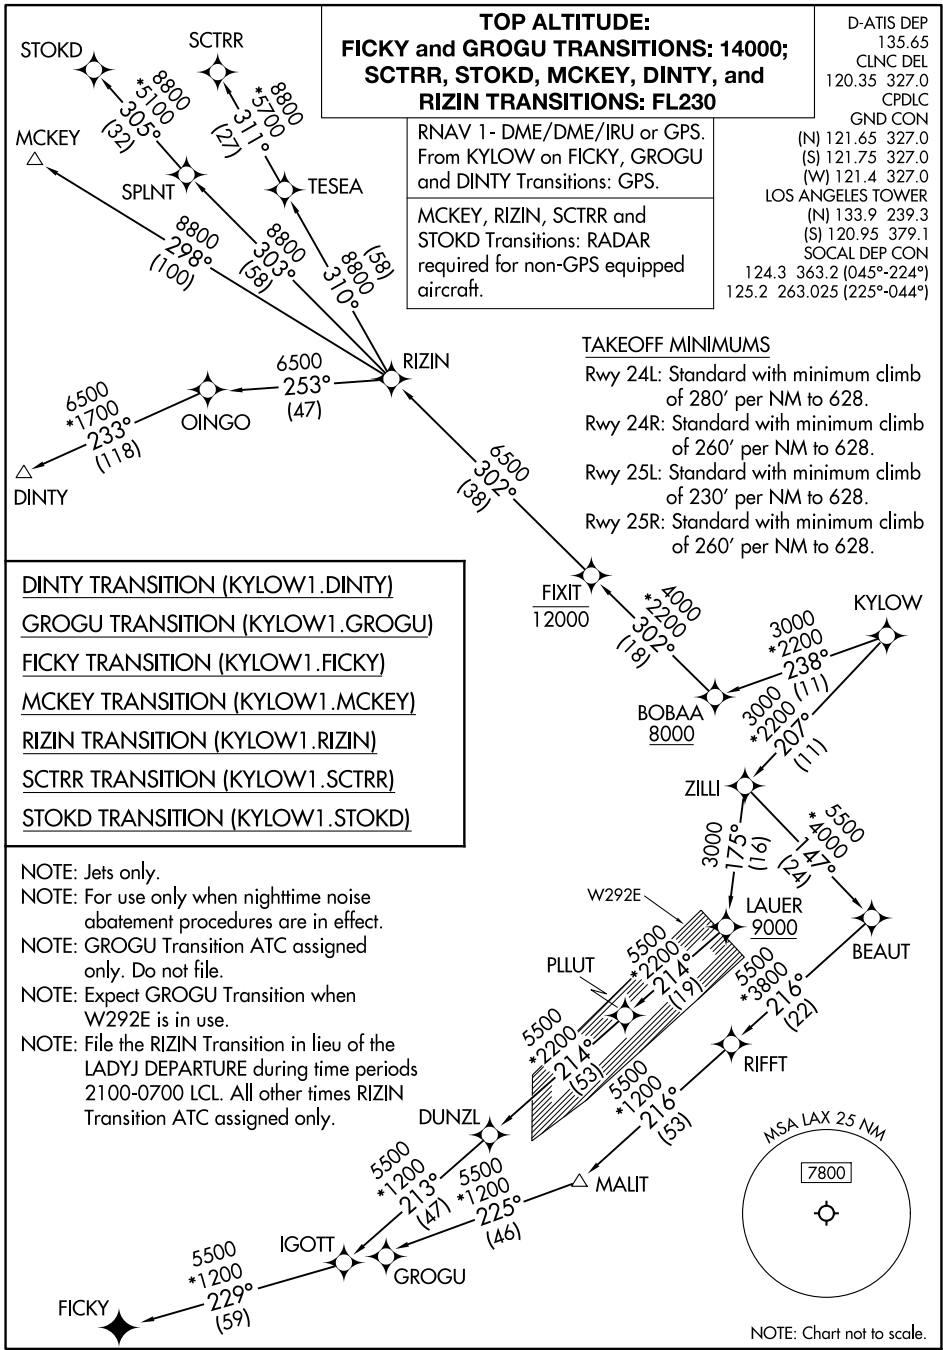 TOP ALTITUDE:
FICKY and GROGU TRANSITIONS: 14000;
SCTRR, STOKD, MCKEY, DINTY, and
RIZIN TRANSITIONS: FL230
D-ATIS DEP
135.65
CLNC DEL
120.35 327.0
CPDLC
GND CON
(N) 121.65 327.0
(S) 121.75 327.0
(W) 121.4 327.0
LOS ANGELES TOWER
(N) 133.9 239.3
(S) 120.95 379.1
SOCAL DEP CON
124.3 363.2 (045°-224°)
125.2 263.025 (225°-044°)
RNAV 1- DME/DME/IRU or GPS.
From KYLOW on FICKY, GROGU
and DINTY Transitions: GPS.
MCKEY, RIZIN, SCTRR and
STOKD Transitions: RADAR
required for non-GPS equipped
aircraft.
STOKD
SCTRR
8800
*5100
305°
(32)
8800
*5700
311°
(27)
MCKEY
SPLNT
TESEA
8800
298°
(100)
8800
303°
(58)
8800
310°
(58)
RIZIN
6500
253°
(47)
OINGO
6500
*1700
233°
(118)
DINTY
6500
302°
(38)
TAKEOFF MINIMUMS
Rwy 24L: Standard with minimum climb
of 280' per NM to 628.
Rwy 24R: Standard with minimum climb
of 260' per NM to 628.
Rwy 25L: Standard with minimum climb
of 230' per NM to 628.
Rwy 25R: Standard with minimum climb
of 260' per NM to 628.
FIXIT
12000
4000
*2200
302°
(18)
KYLOW
3000
*2200
238°
(11)
BOBAA
8000
3000
*2200
207°
(11)
ZILLI
DINTY TRANSITION (KYLOW1.DINTY)
GROGU TRANSITION (KYLOW1.GROGU)
FICKY TRANSITION (KYLOW1.FICKY)
MCKEY TRANSITION (KYLOW1.MCKEY)
RIZIN TRANSITION (KYLOW1.RIZIN)
SCTRR TRANSITION (KYLOW1.SCTRR)
STOKD TRANSITION (KYLOW1.STOKD)
3000
175°
(16)
5500
*4000
147°
(24)
NOTE: Jets only.
NOTE: For use only when nighttime noise
abatement procedures are in effect.
NOTE: GROGU Transition ATC assigned
only. Do not file.
NOTE: Expect GROGU Transition when
W292E is in use.
NOTE: File the RIZIN Transition in lieu of the
LADYJ DEPARTURE during time periods
2100-0700 LCL. All other times RIZIN
Transition ATC assigned only.
W292E
LAUER
9000
BEAUT
5500
*2200
214°
(19)
PLLUT
5500
*3800
216°
(22)
5500
*2200
214°
(53)
RIFFT
5500
*1200
216°
(53)
DUNZL
MALIT
5500
*1200
213°
(47)
5500
*1200
225°
(46)
IGOTT
GROGU
5500
*1200
229°
(59)
FICKY
MSA LAX 25 NM
7800
NOTE: Chart not to scale.